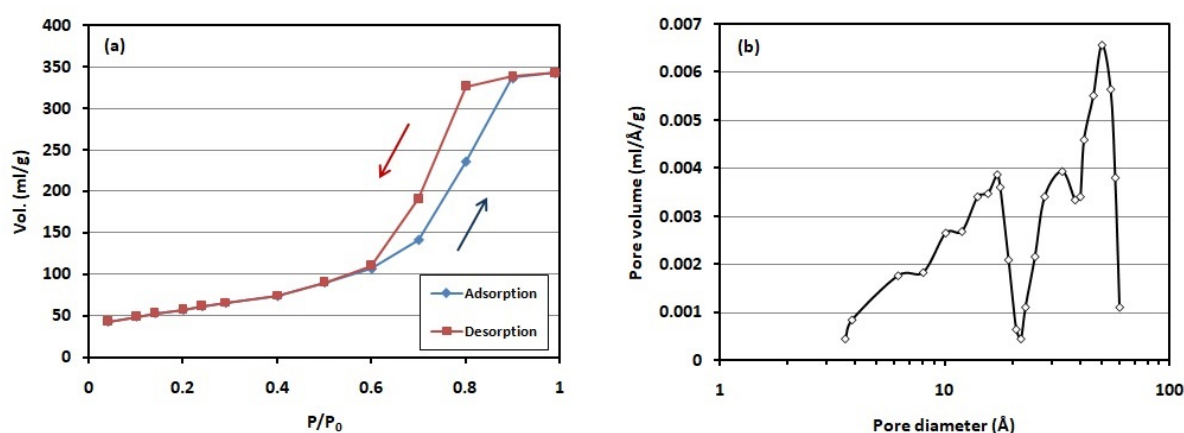 (a)
Vol. (ml/g)
400
350
300
250
200
150
100
50
0
0 0.2 0.4 0.6 0.8 1
P/P₀
Adsorption
Desorption
(b)
Pore volume (ml/Å/g)
0.007
0.006
0.005
0.004
0.003
0.002
0.001
0
1 10 100
Pore diameter (Å)